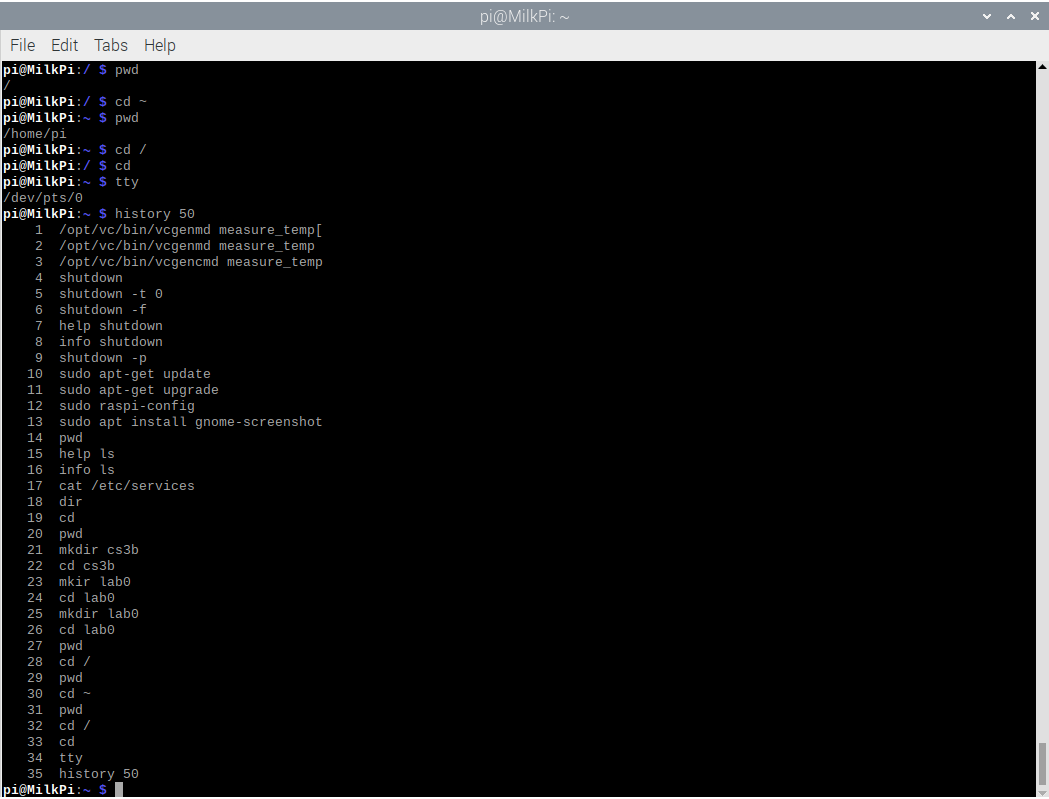 pi@MilkPi: ~
File Edit Tabs Help
pi@MilkPi:/ $ pwd
/
pi@MilkPi:/ $ cd ~
pi@MilkPi:~ $ pwd
/home/pi
pi@MilkPi:~ $ cd /
pi@MilkPi:/ $ cd
pi@MilkPi:~ $ tty
/dev/pts/0
pi@MilkPi:~ $ history 50
1 /opt/vc/bin/vcgenmd measure_temp[
2 /opt/vc/bin/vcgenmd measure_temp
3 /opt/vc/bin/vcgencmd measure_temp
4 shutdown
5 shutdown -t 0
6 shutdown -f
7 help shutdown
8 info shutdown
9 shutdown -p
10 sudo apt-get update
11 sudo apt-get upgrade
12 sudo raspi-config
13 sudo apt install gnome-screenshot
14 pwd
15 help ls
16 info ls
17 cat /etc/services
18 dir
19 cd
20 pwd
21 mkdir cs3b
22 cd cs3b
23 mkir lab0
24 cd lab0
25 mkdir lab0
26 cd lab0
27 pwd
28 cd /
29 pwd
30 cd ~
31 pwd
32 cd /
33 cd
34 tty
35 history 50
pi@MilkPi:~ $